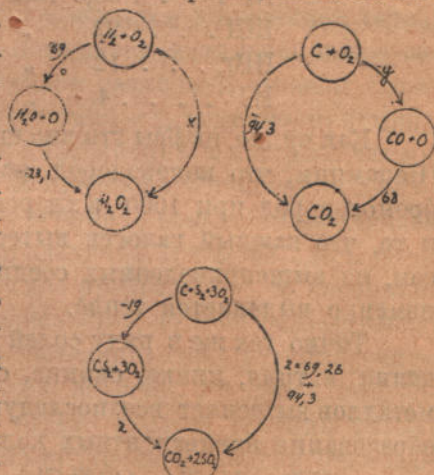 H₂+O₂
69
H₂O+O
x
-23,1
H₂O₂
C+O₂
y
94,3
CO+O
68
CO₂
C+S₂+3O₂
-19
CS₂+3O₂
2×69,26
+
94,3
z
CO₂+2SO₂